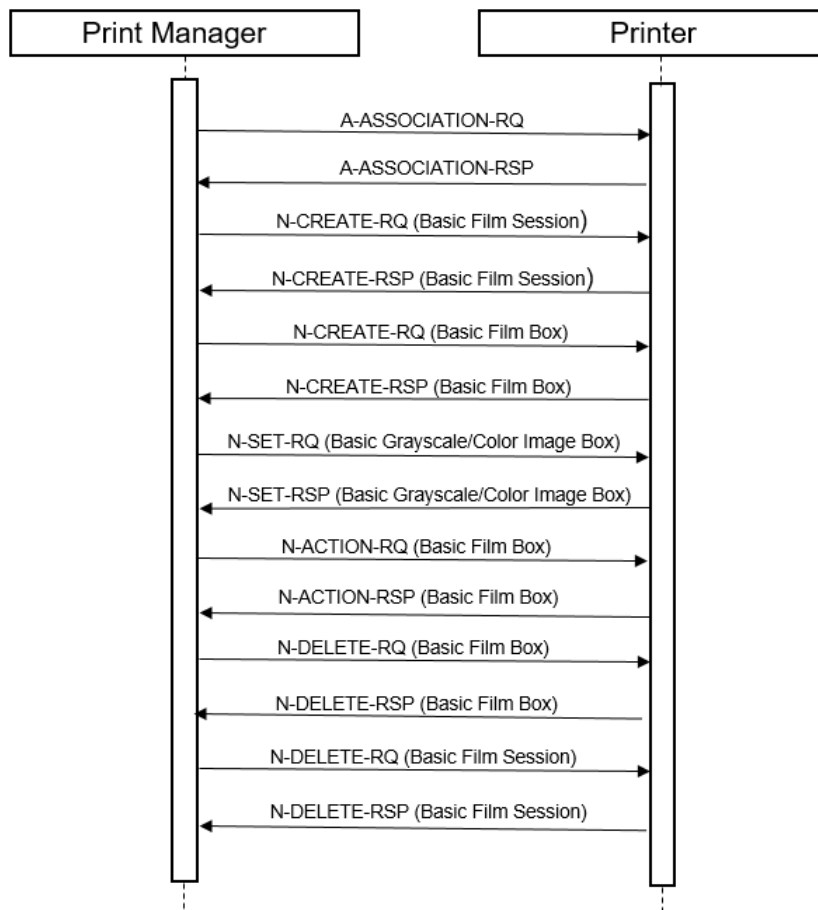 Print Manager
Printer
A-ASSOCIATION-RQ
A-ASSOCIATION-RSP
N-CREATE-RQ (Basic Film Session)
N-CREATE-RSP (Basic Film Session)
N-CREATE-RQ (Basic Film Box)
N-CREATE-RSP (Basic Film Box)
N-SET-RQ (Basic Grayscale/Color Image Box)
N-SET-RSP (Basic Grayscale/Color Image Box)
N-ACTION-RQ (Basic Film Box)
N-ACTION-RSP (Basic Film Box)
N-DELETE-RQ (Basic Film Box)
N-DELETE-RSP (Basic Film Box)
N-DELETE-RQ (Basic Film Session)
N-DELETE-RSP (Basic Film Session)